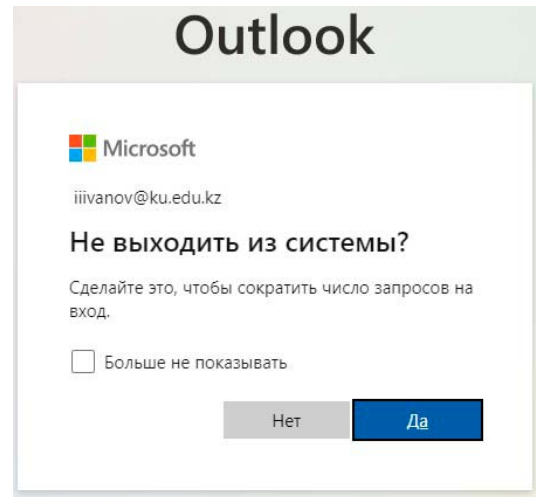 Outlook
Microsoft
iiivanov@ku.edu.kz
Не выходить из системы?
Сделайте это, чтобы сократить число запросов на
вход.
Больше не показывать
Нет
Да